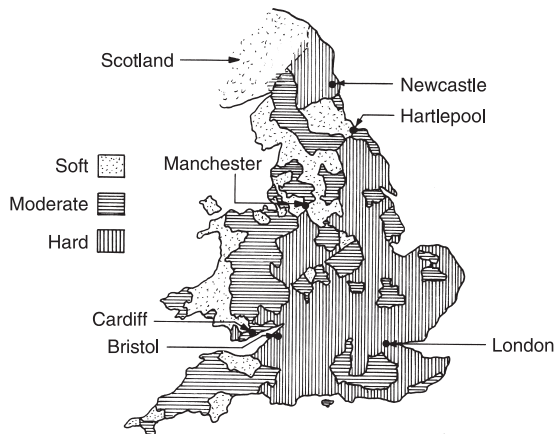 Scotland
Newcastle
Hartlepool
Soft
Manchester
Moderate
Hard
Cardiff
Bristol
London